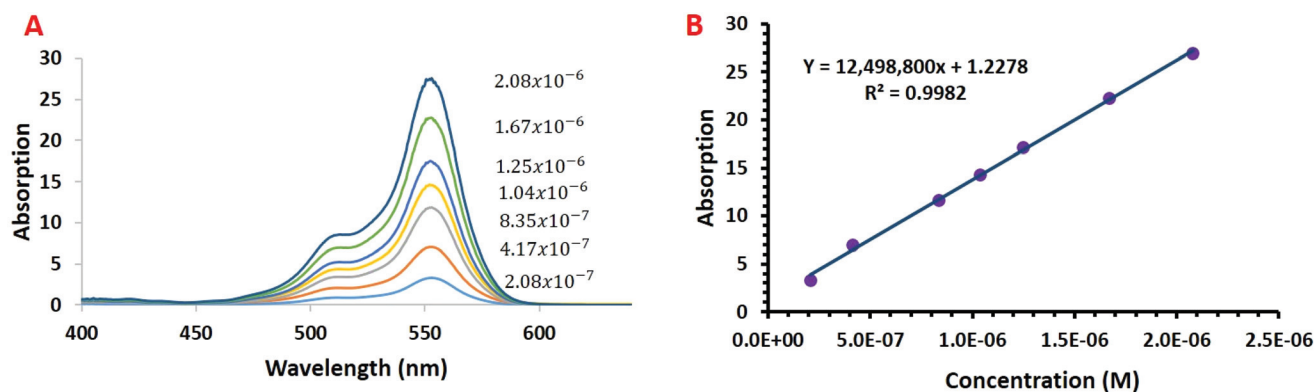 A
Absorption
30
25
20
15
10
5
0
400
450
500
550
600
Wavelength (nm)
2.08x10⁻⁶
1.67x10⁻⁶
1.25x10⁻⁶
1.04x10⁻⁶
8.35x10⁻⁷
4.17x10⁻⁷
2.08x10⁻⁷
B
Absorption
30
25
20
15
10
5
0
Y = 12,498,800x + 1.2278
R² = 0.9982
0.0E+00
5.0E-07
1.0E-06
1.5E-06
2.0E-06
2.5E-06
Concentration (M)